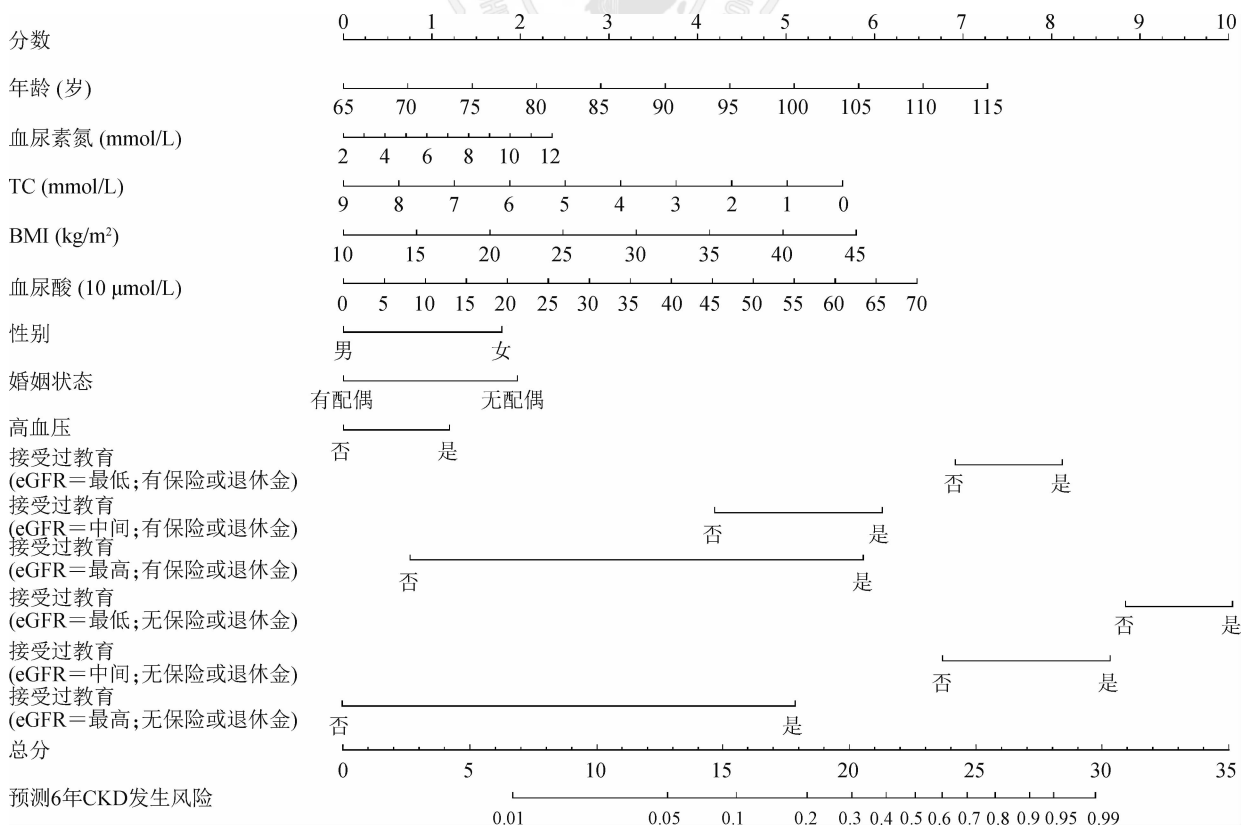 分数
0 1 2 3 4 5 6 7 8 9 10
年龄 (岁)
65 70 75 80 85 90 95 100 105 110 115
血尿素氮 (mmol/L)
2 4 6 8 10 12
TC (mmol/L)
9 8 7 6 5 4 3 2 1 0
BMI (kg/m²)
10 15 20 25 30 35 40 45
血尿酸 (10 μmol/L)
0 5 10 15 20 25 30 35 40 45 50 55 60 65 70
性别
男 女
婚姻状态
有配偶 无配偶
高血压
否 是
接受过教育
(eGFR=最低;有保险或退休金)
否 是
接受过教育
(eGFR=中间;有保险或退休金)
否 是
接受过教育
(eGFR=最高;有保险或退休金)
否 是
接受过教育
(eGFR=最低;无保险或退休金)
否 是
接受过教育
(eGFR=中间;无保险或退休金)
否 是
接受过教育
(eGFR=最高;无保险或退休金)
否 是
总分
0 5 10 15 20 25 30 35
预测6年CKD发生风险
0.01 0.05 0.1 0.2 0.3 0.4 0.5 0.6 0.7 0.8 0.9 0.95 0.99